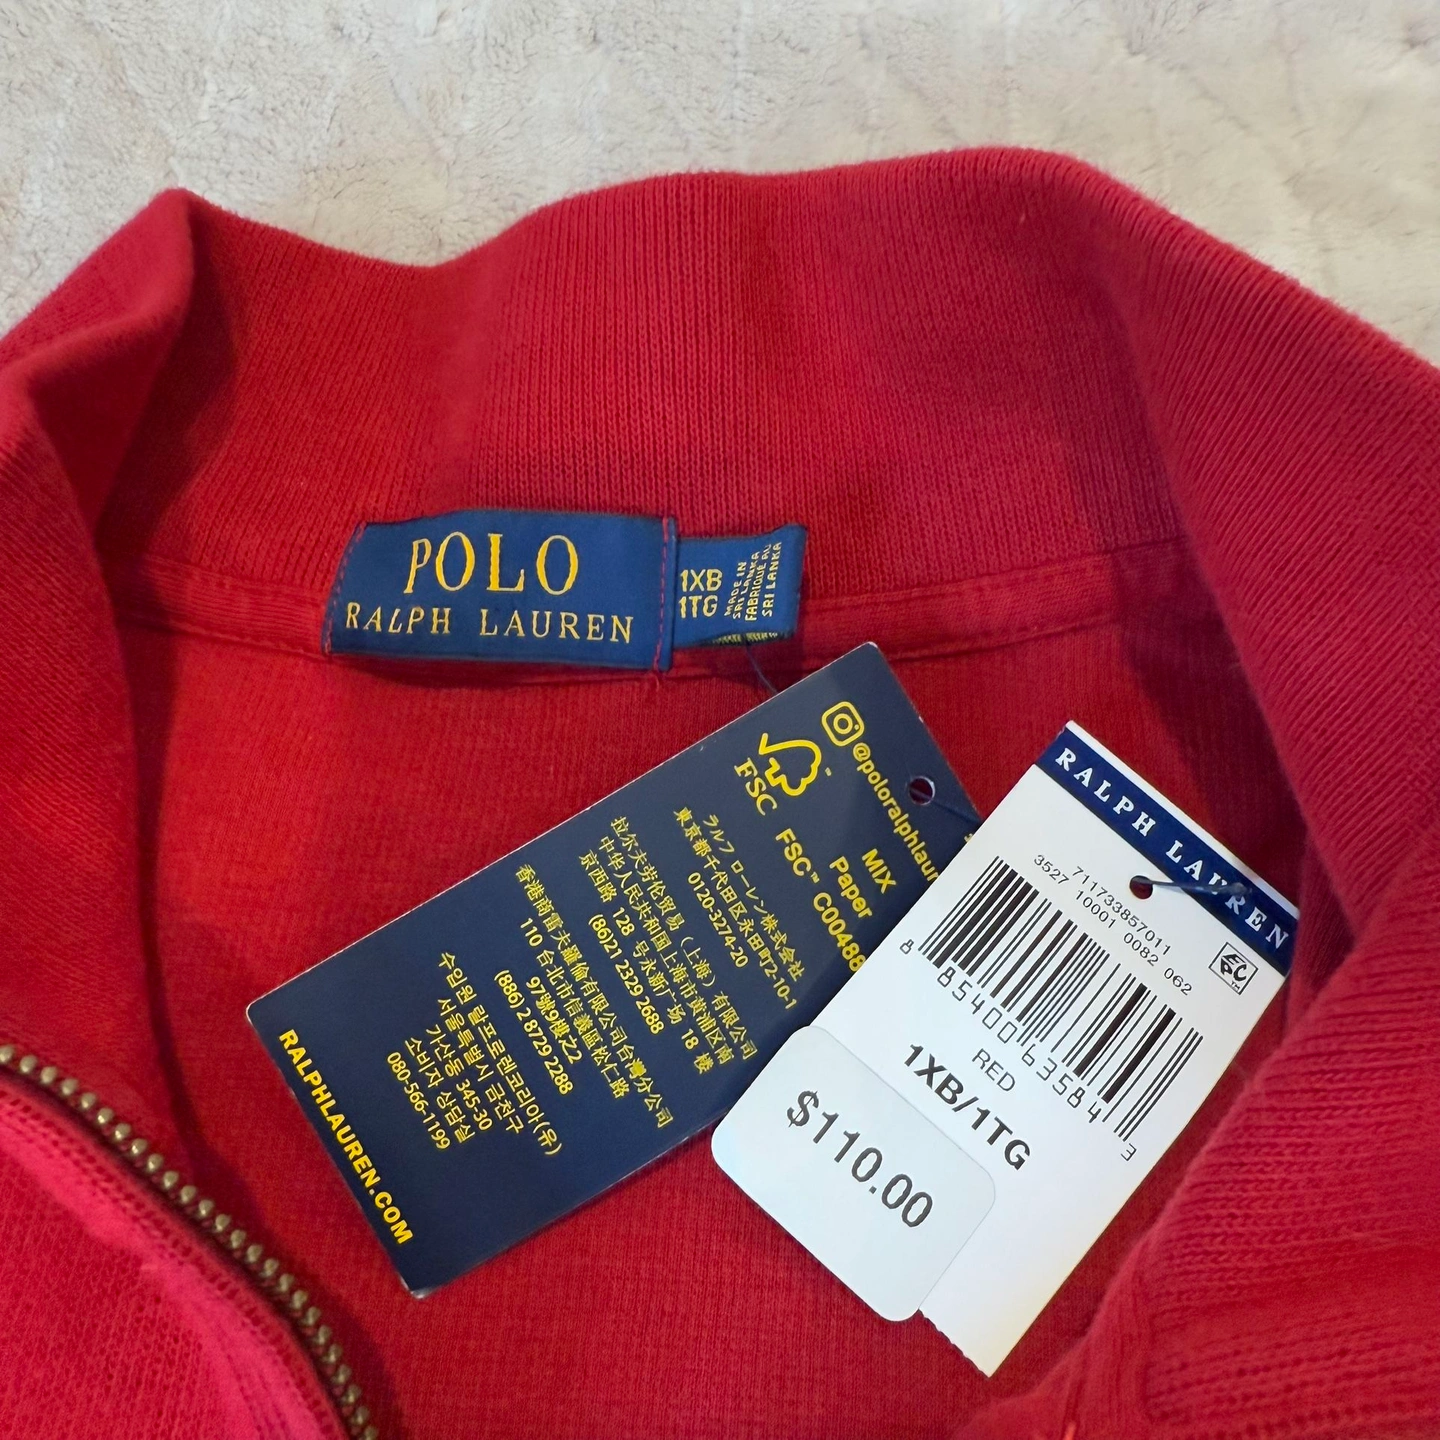 POLO
RALPH LAUREN
1XB
1TG
MADE IN
SRI LANKA
FABRIQUE AU
SRI LANKA
@poloralphlaur
FSC
MIX
Paper
FSC™ C00488
ラルフ ローレン株式会社
東京都千代田区永田町2-10-1
0120-3274-20
拉尔夫劳伦贸易（上海）有限公司
中华人民共和国上海市黄浦区南
京西路 128 号永新广场 18 楼
(86)21 2329 2688
香港商雷夫羅倫有限公司台灣分公司
110 台北市信義區松仁路
97號9樓之2
(886) 2 8729 2288
수입원 랄프로렌코리아(유)
서울특별시 금천구
가산동 345-30
소비자 상담실
080-566-1199
RALPHLAUREN.COM
RALPH LAUREN
711733857011
3527 10001 0082 062
8 85400 63584 3
RED
1XB/1TG
$110.00